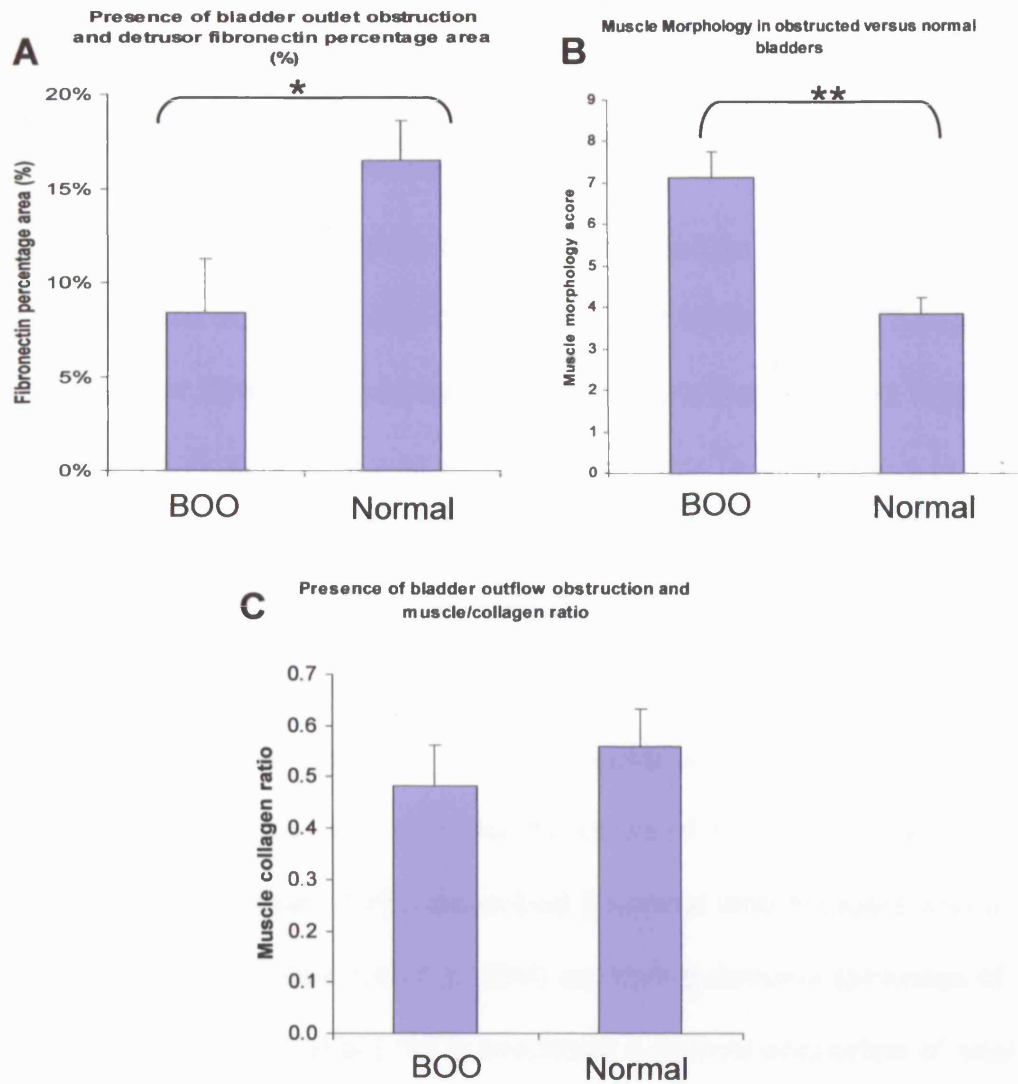 Presence of bladder outlet obstruction
and detrusor fibronectin percentage area
(%)
A
*
20%
15%
10%
5%
0%
Fibronectin percentage area (%)
BOO
Normal
Muscle Morphology in obstructed versus normal
bladders
B
**
9
8
7
6
5
4
3
2
1
0
Muscle morphology score
BOO
Normal
Presence of bladder outflow obstruction and
muscle/collagen ratio
C
0.7
0.6
0.5
0.4
0.3
0.2
0.1
0.0
Muscle collagen ratio
BOO
Normal